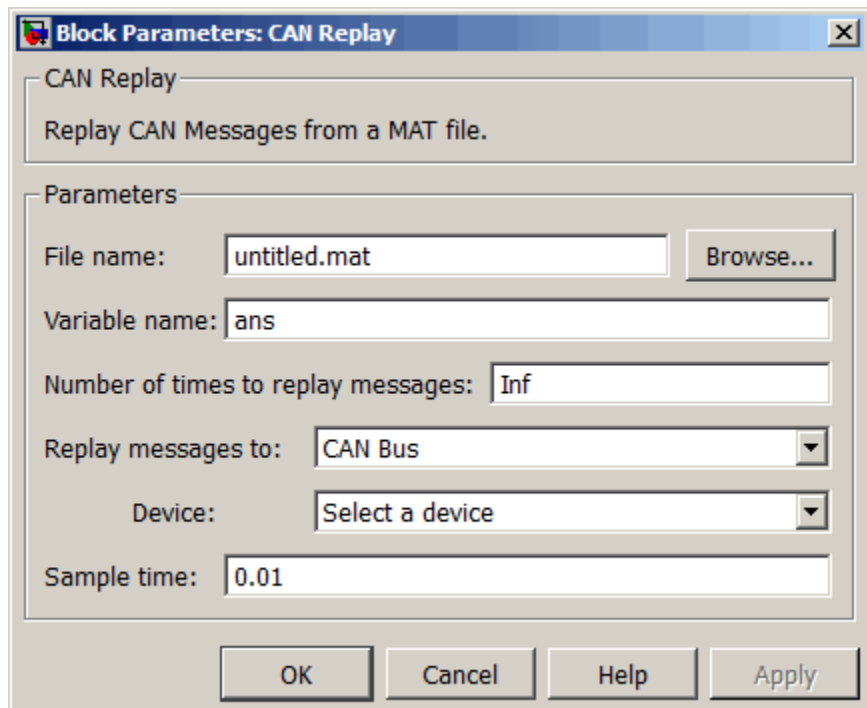 Block Parameters: CAN Replay
CAN Replay
Replay CAN Messages from a MAT file.
Parameters
File name: untitled.mat Browse...
Variable name: ans
Number of times to replay messages: Inf
Replay messages to: CAN Bus
Device: Select a device
Sample time: 0.01
OK Cancel Help Apply